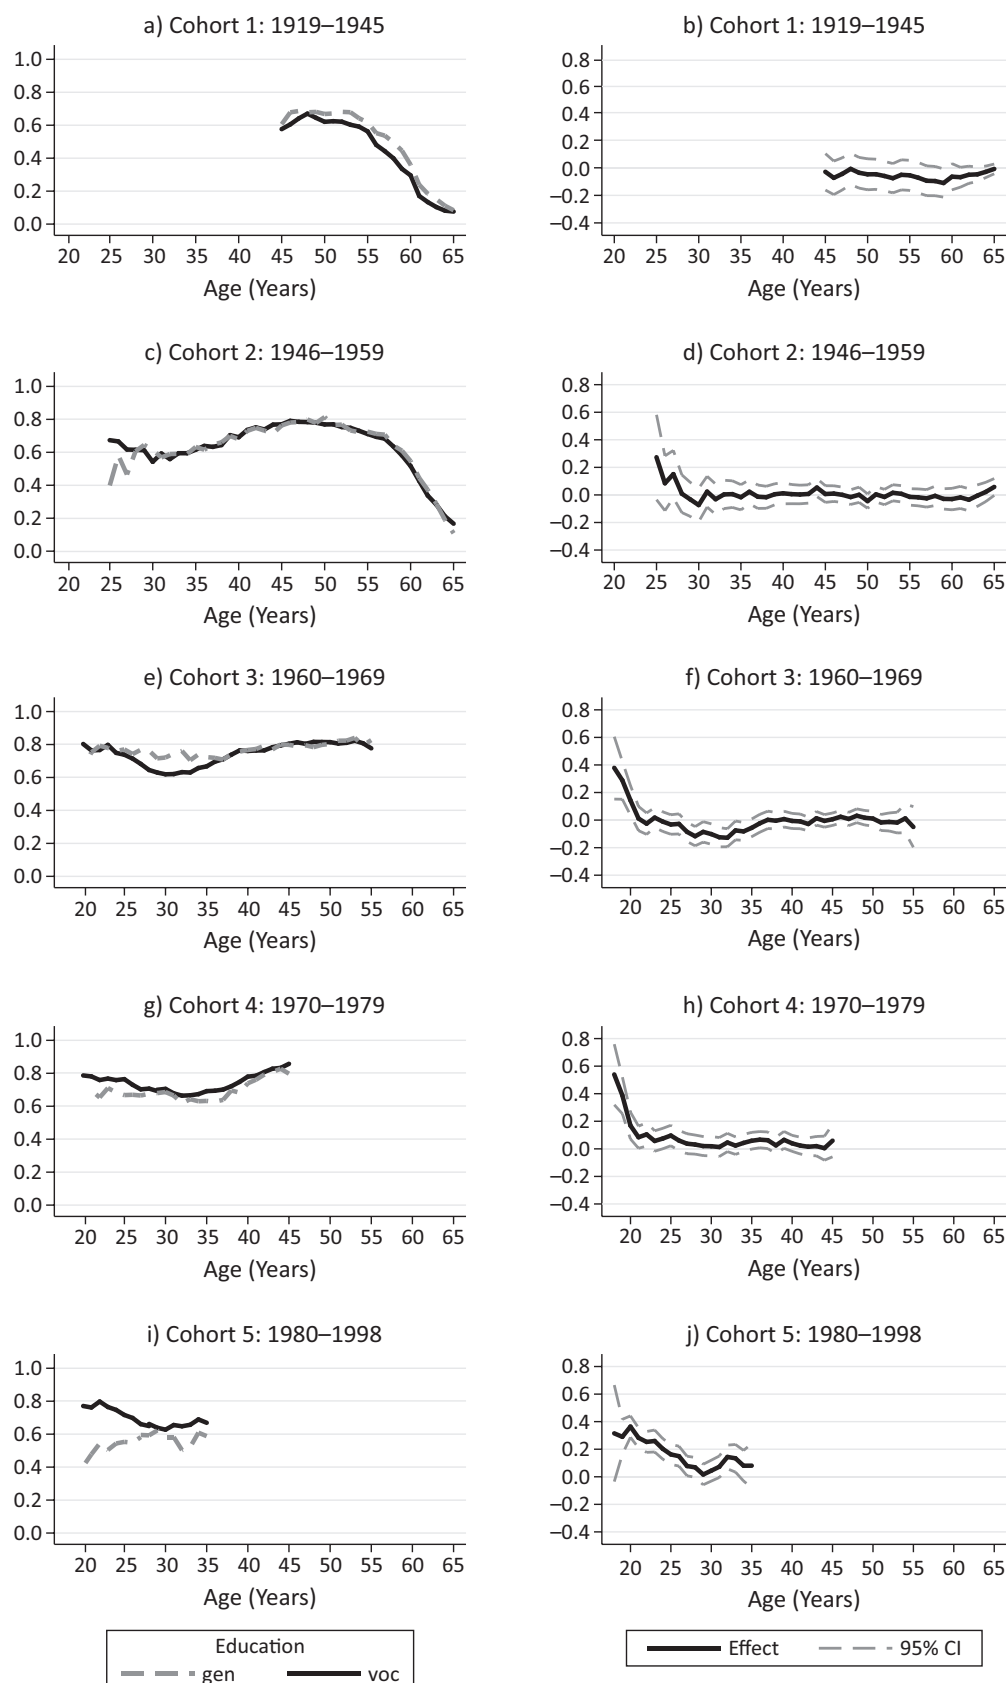 a) Cohort 1: 1919–1945
1.0
0.8
0.6
0.4
0.2
0.0
20 25 30 35 40 45 50 55 60 65
Age (Years)
b) Cohort 1: 1919–1945
0.8
0.6
0.4
0.2
0.0
–0.2
–0.4
20 25 30 35 40 45 50 55 60 65
Age (Years)
c) Cohort 2: 1946–1959
1.0
0.8
0.6
0.4
0.2
0.0
20 25 30 35 40 45 50 55 60 65
Age (Years)
d) Cohort 2: 1946–1959
0.8
0.6
0.4
0.2
0.0
–0.2
–0.4
20 25 30 35 40 45 50 55 60 65
Age (Years)
e) Cohort 3: 1960–1969
1.0
0.8
0.6
0.4
0.2
0.0
20 25 30 35 40 45 50 55 60 65
Age (Years)
f) Cohort 3: 1960–1969
0.8
0.6
0.4
0.2
0.0
–0.2
–0.4
20 25 30 35 40 45 50 55 60 65
Age (Years)
g) Cohort 4: 1970–1979
1.0
0.8
0.6
0.4
0.2
0.0
20 25 30 35 40 45 50 55 60 65
Age (Years)
h) Cohort 4: 1970–1979
0.8
0.6
0.4
0.2
0.0
–0.2
–0.4
20 25 30 35 40 45 50 55 60 65
Age (Years)
i) Cohort 5: 1980–1998
1.0
0.8
0.6
0.4
0.2
0.0
20 25 30 35 40 45 50 55 60 65
Age (Years)
j) Cohort 5: 1980–1998
0.8
0.6
0.4
0.2
0.0
–0.2
–0.4
20 25 30 35 40 45 50 55 60 65
Age (Years)
Education
gen voc
Effect 95% CI